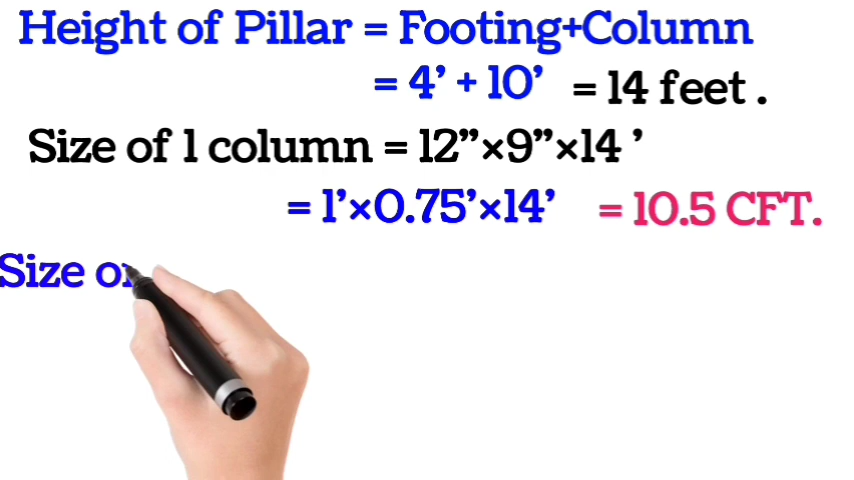 Height of Pillar = Footing+Column
= 4’ + 10’ = 14 feet .
Size of 1 column = 12”×9”×14 ’
= 1’×0.75’×14’ = 10.5 CFT.
Size